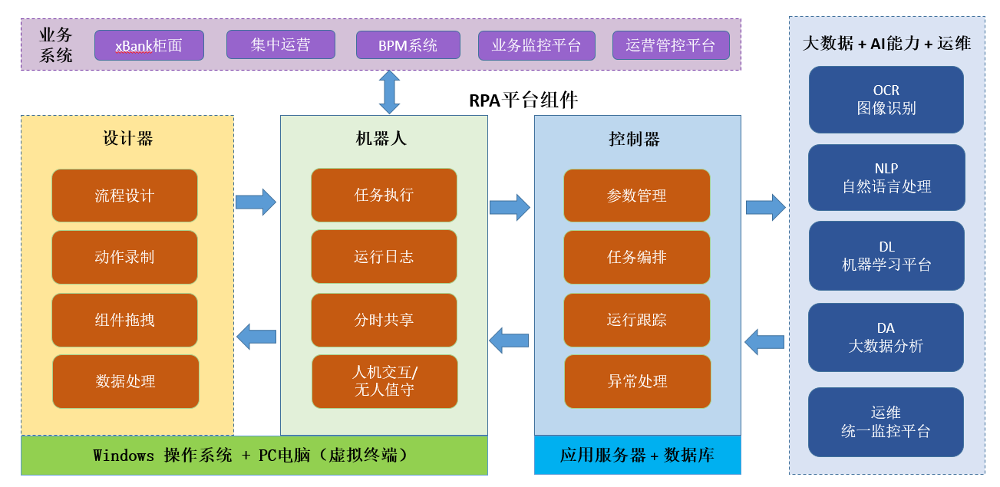 业务
系统
xBank柜面
集中运营
BPM系统
业务监控平台
运营管控平台
RPA平台组件
设计器
流程设计
动作录制
组件拖拽
数据处理
机器人
任务执行
运行日志
分时共享
人机交互/
无人值守
控制器
参数管理
任务编排
运行跟踪
异常处理
Windows 操作系统 + PC电脑（虚拟终端）
应用服务器 + 数据库
大数据 + AI能力 + 运维
OCR
图像识别
NLP
自然语言处理
DL
机器学习平台
DA
大数据分析
运维
统一监控平台